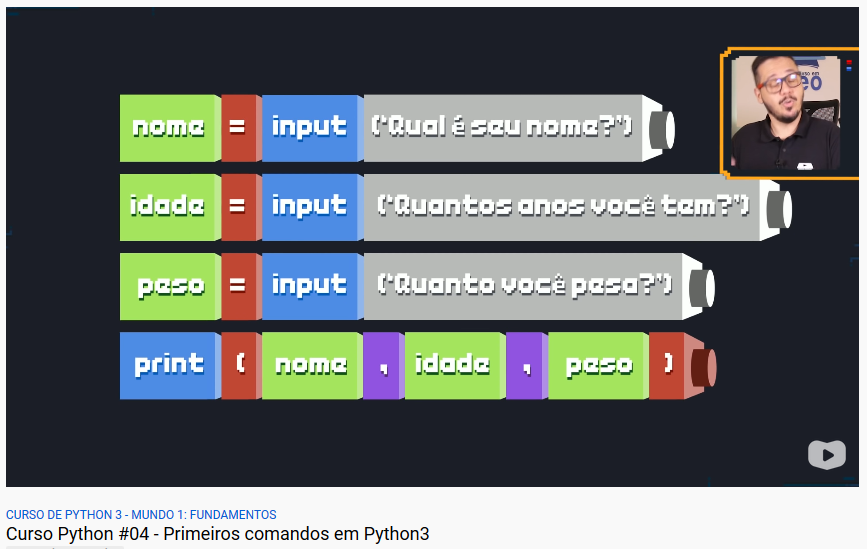 nome = input ('Qual é seu nome?')
idade = input ('Quantos anos você tem?')
peso = input ('Quanto você pesa?')
print ( nome , idade , peso )
CURSO DE PYTHON 3 - MUNDO 1: FUNDAMENTOS
Curso Python #04 - Primeiros comandos em Python3